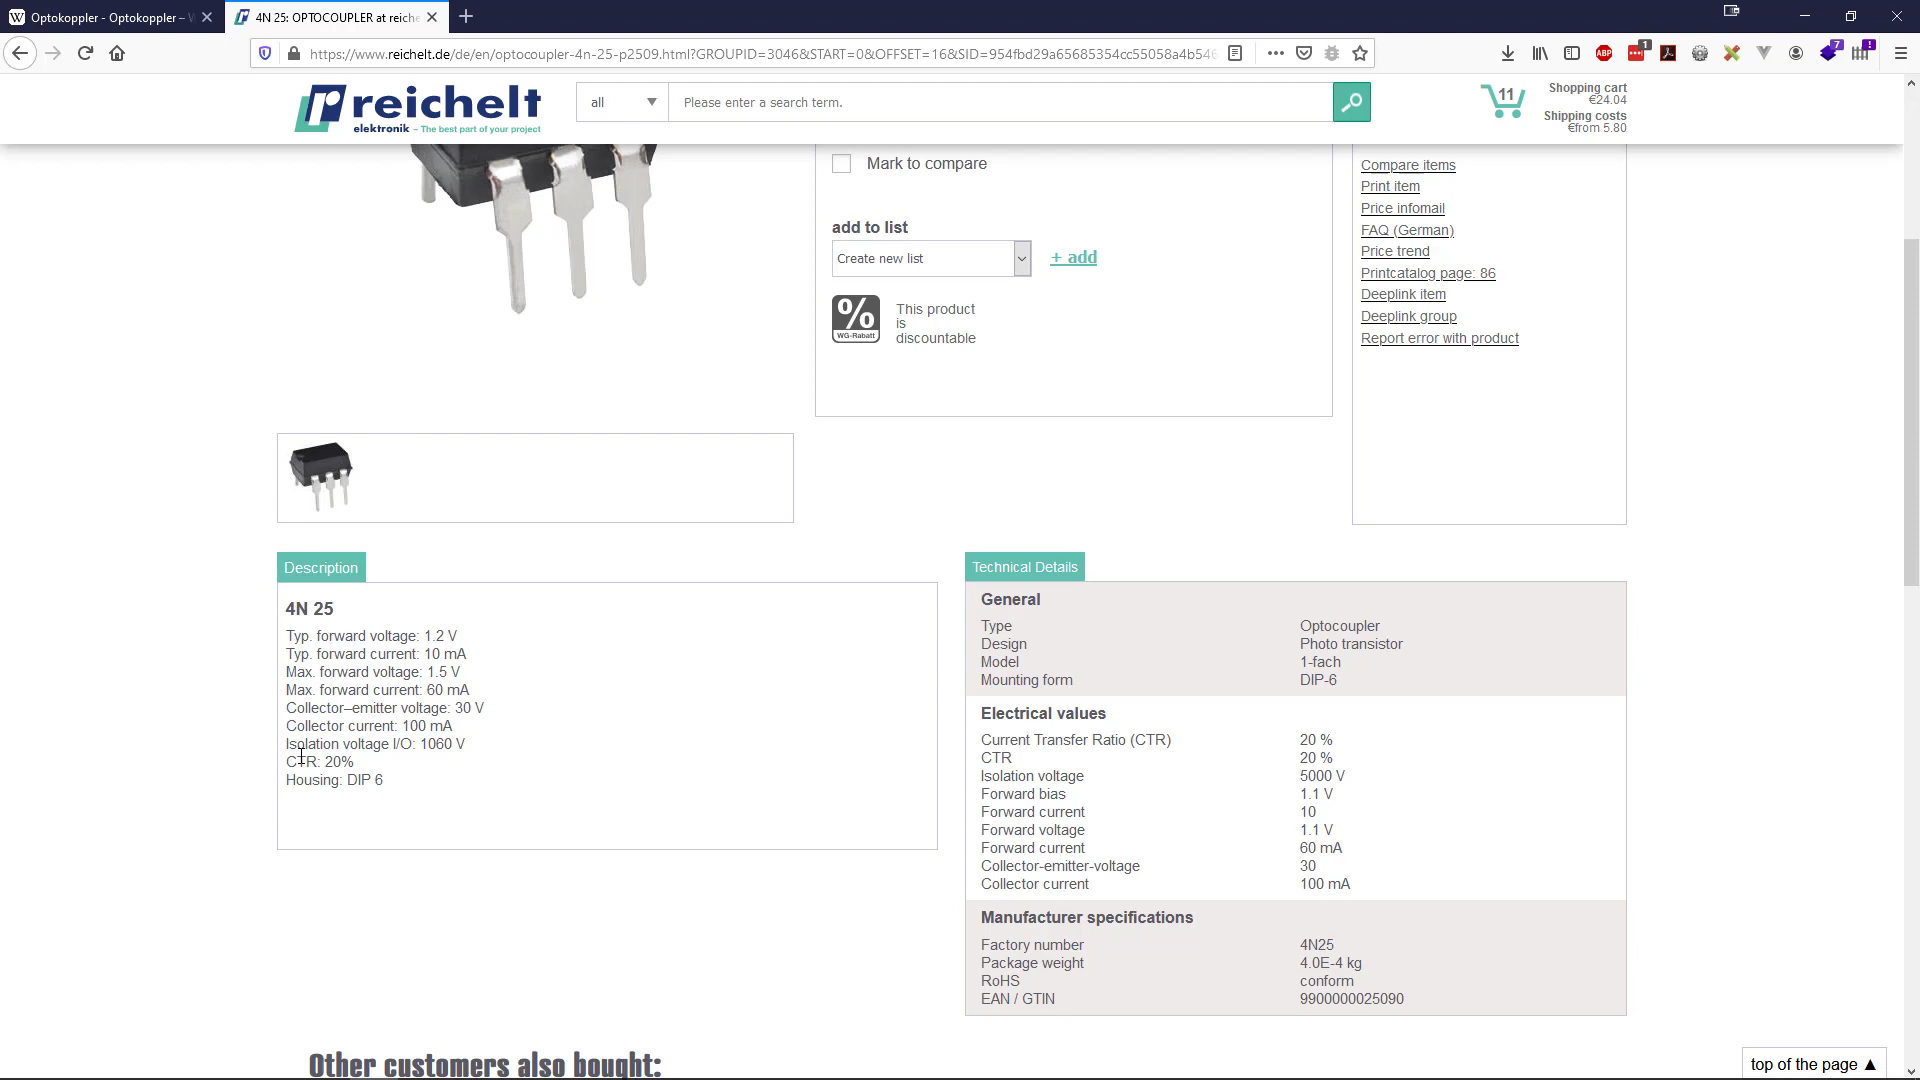 Optokoppler - Optokoppler – W
4N 25: OPTOCOUPLER at reiche
https://www.reichelt.de/de/en/optocoupler-4n-25-p2509.html?GROUPID=3046&START=0&OFFSET=16&SID=954fbd29a65685354cc55058a4b546
1
7
!
reichelt
elektronik – The best part of your project
all
Please enter a search term.
11
Shopping cart
€24.04
Shipping costs
€from 5.80
Mark to compare
add to list
Create new list
+ add
%
WG-Rabatt
This product
is
discountable
Compare items
Print item
Price infomail
FAQ (German)
Price trend
Printcatalog page: 86
Deeplink item
Deeplink group
Report error with product
Description
4N 25
Typ. forward voltage: 1.2 V
Typ. forward current: 10 mA
Max. forward voltage: 1.5 V
Max. forward current: 60 mA
Collector–emitter voltage: 30 V
Collector current: 100 mA
Isolation voltage I/O: 1060 V
CTR: 20%
Housing: DIP 6
Technical Details
General
Type Optocoupler
Design Photo transistor
Model 1-fach
Mounting form DIP-6
Electrical values
Current Transfer Ratio (CTR) 20 %
CTR 20 %
Isolation voltage 5000 V
Forward bias 1.1 V
Forward current 10
Forward voltage 1.1 V
Forward current 60 mA
Collector-emitter-voltage 30
Collector current 100 mA
Manufacturer specifications
Factory number 4N25
Package weight 4.0E-4 kg
RoHS conform
EAN / GTIN 9900000025090
Other customers also bought:
top of the page ▲